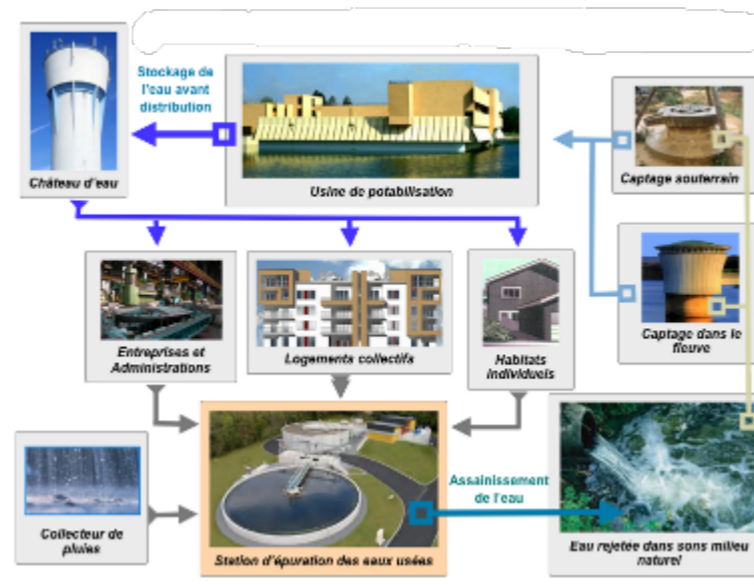 Stockage de
l'eau avant
distribution
Château d'eau
Usine de potabilisation
Captage souterrain
Captage dans le
fleuve
Entreprises et
Administrations
Logements collectifs
Habitats
individuels
Collecteur de
pluies
Station d'épuration des eaux usées
Assainissement
de l'eau
Eau rejetée dans sons milieu
naturel